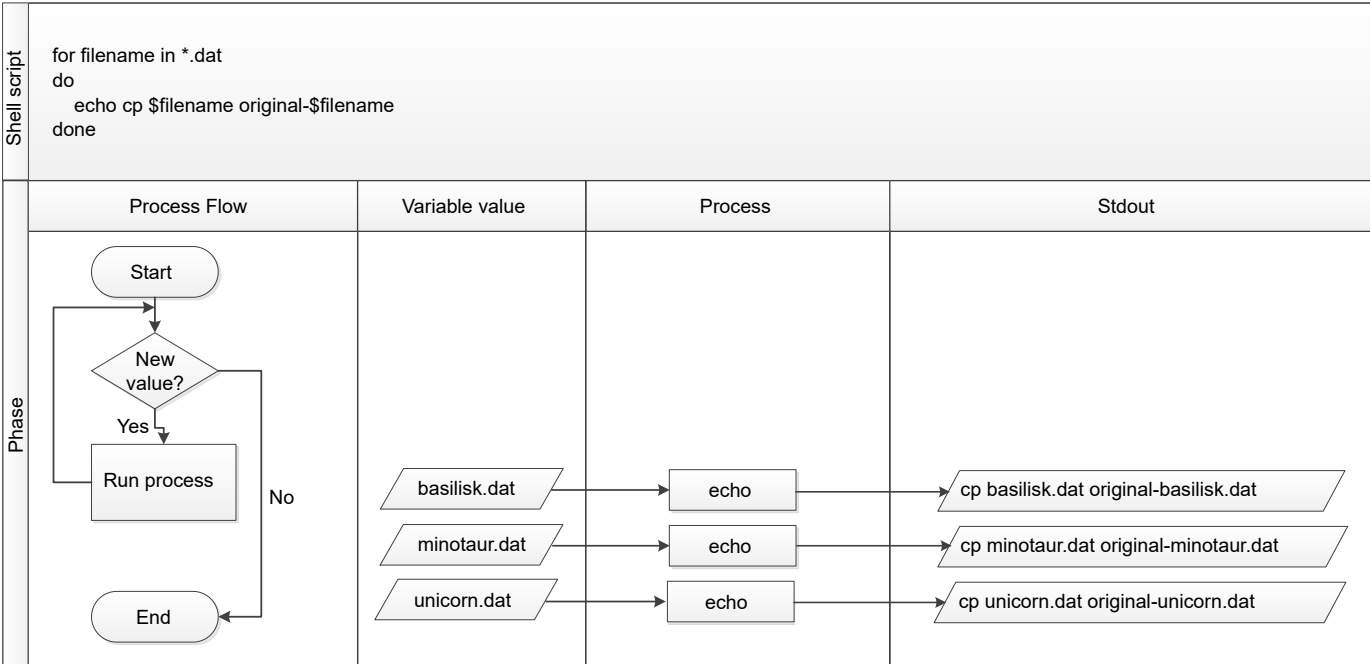 Shell script
for filename in *.dat
do
echo cp $filename original-$filename
done
Phase
Process Flow
Variable value
Process
Stdout
Start
New
value?
Yes
Run process
No
End
basilisk.dat
echo
cp basilisk.dat original-basilisk.dat
minotaur.dat
echo
cp minotaur.dat original-minotaur.dat
unicorn.dat
echo
cp unicorn.dat original-unicorn.dat